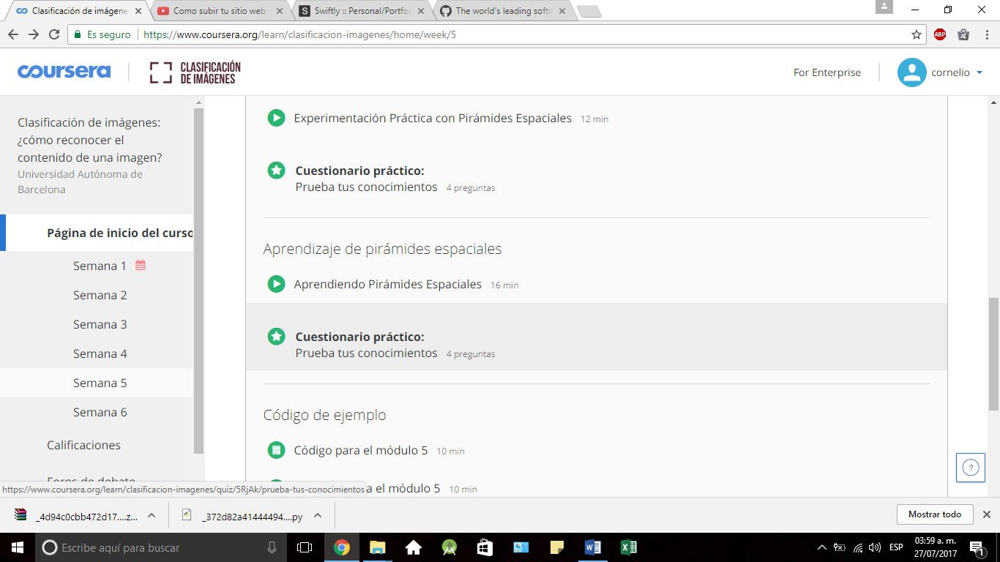 Clasificación de imágene
Como subir tu sitio web
Swiftly :: Personal/Portfo
The world's leading softw
Es seguro
https://www.coursera.org/learn/clasificacion-imagenes/home/week/5
ABP
coursera
CLASIFICACIÓN
DE IMÁGENES
For Enterprise
cornelio
Clasificación de imágenes:
¿cómo reconocer el
contenido de una imagen?
Universidad Autónoma de
Barcelona
Página de inicio del curso
Semana 1
Semana 2
Semana 3
Semana 4
Semana 5
Semana 6
Calificaciones
Foros de debate
Experimentación Práctica con Pirámides Espaciales 12 min
Cuestionario práctico:
Prueba tus conocimientos 4 preguntas
Aprendizaje de pirámides espaciales
Aprendiendo Pirámides Espaciales 16 min
Cuestionario práctico:
Prueba tus conocimientos 4 preguntas
Código de ejemplo
Código para el módulo 5 10 min
a el módulo 5 10 min
?
https://www.coursera.org/learn/clasificacion-imagenes/quiz/5RjAk/prueba-tus-conocimientos
_4d94c0cbb472d17....z...
_372d82a41444494....py
Mostrar todo
Escribe aquí para buscar
ESP
03:59 a. m.
27/07/2017
1